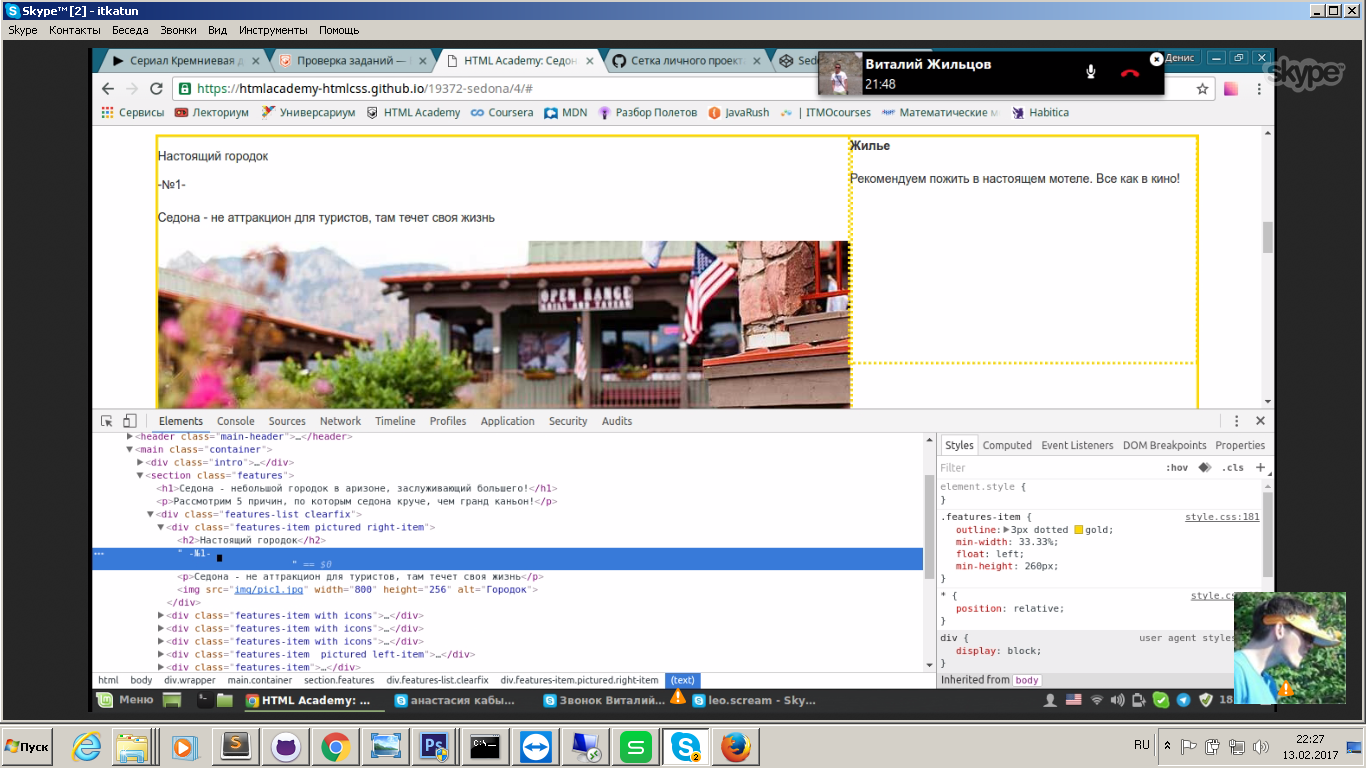 Skype™ [2] - itkatun
Skype Контакты Беседа Звонки Вид Инструменты Помощь
Сериал Кремниевая д
Проверка заданий —
HTML Academy: Седон
Сетка личного проект
Sed
Виталий Жильцов
21:48
Денис
skype
https://htmlacademy-htmlcss.github.io/19372-sedona/4/#
Сервисы Лекториум Универсариум HTML Academy Coursera MDN Разбор Полетов JavaRush | ITMOcourses Математические Habitica
Настоящий городок
-№1-
Седона - не аттракцион для туристов, там течет своя жизнь
Жилье
Рекомендуем пожить в настоящем мотеле. Все как в кино!
OPEN RANGE
GRILL AND TAVERN
Elements Console Sources Network Timeline Profiles Application Security Audits
<header class="main-header">…</header>
<main class="container">
<div class="intro">…</div>
<section class="features">
<h1>Седона - небольшой городок в аризоне, заслуживающий большего!</h1>
<p>Рассмотрим 5 причин, по которым седона круче, чем гранд каньон!</p>
<div class="features-list clearfix">
<div class="features-item pictured right-item">
<h2>Настоящий городок</h2>
" -№1-
" == $0
<p>Седона - не аттракцион для туристов, там течет своя жизнь</p>
<img src="img/pic1.jpg" width="800" height="256" alt="Городок">
</div>
<div class="features-item with icons">…</div>
<div class="features-item with icons">…</div>
<div class="features-item with icons">…</div>
<div class="features-item  pictured left-item">…</div>
<div class="features-item">…</div>
html body div.wrapper main.container section.features div.features-list.clearfix div.features-item.pictured.right-item (text)
Styles Computed Event Listeners DOM Breakpoints Properties
Filter :hov .cls +
element.style {
}
.features-item { style.css:181
outline: 3px dotted gold;
min-width: 33.33%;
float: left;
min-height: 260px;
}
* { style.cs
position: relative;
}
div { user agent styles
display: block;
}
Inherited from body
Меню
HTML Academy: ...
анастасия кабы...
Звонок Виталий...
leo.scream - Sky...
18
Пуск
RU
22:27
13.02.2017